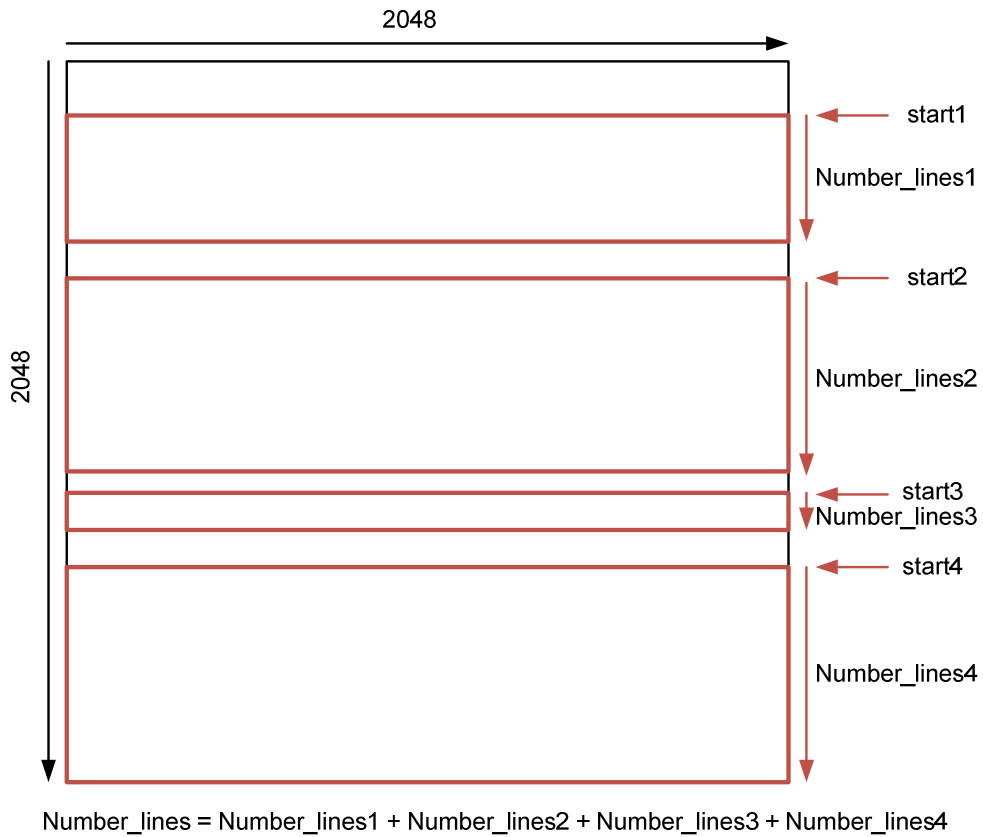 2048
start1
Number_lines1
start2
2048
Number_lines2
start3
Number_lines3
start4
Number_lines4
Number_lines = Number_lines1 + Number_lines2 + Number_lines3 + Number_lines4